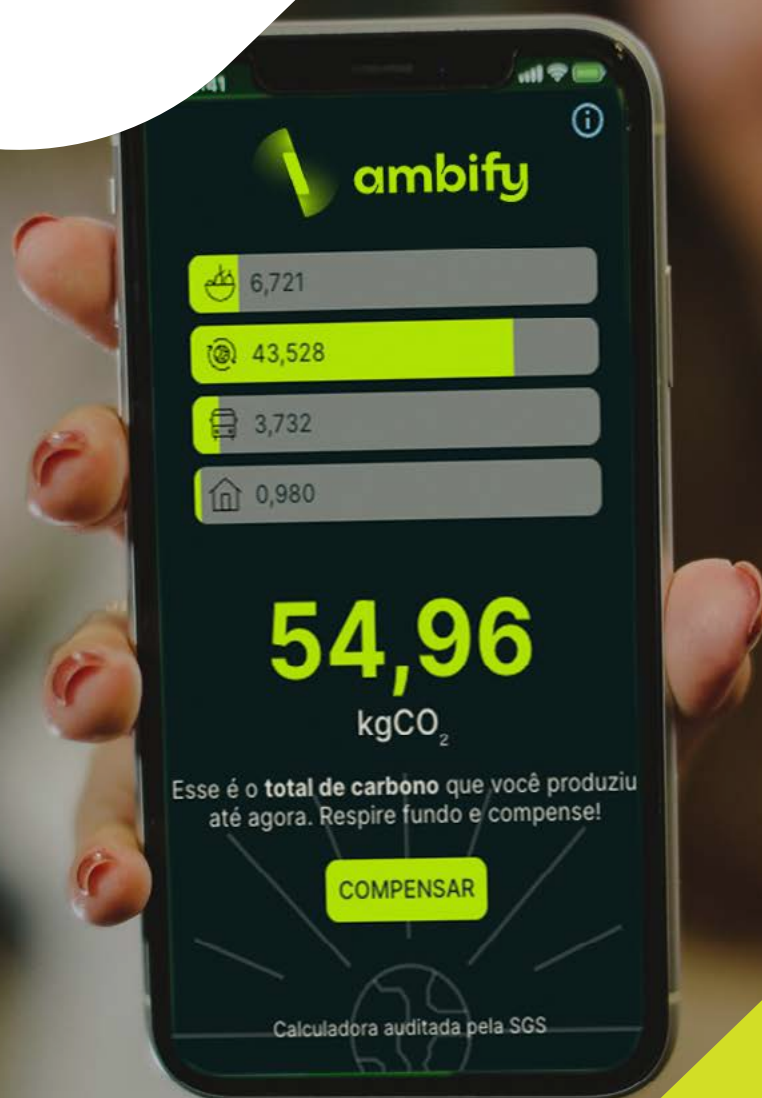 ambify
6,721
43,528
3,732
0,980
54,96
kgCO₂
Esse é o total de carbono que você produziu
até agora. Respire fundo e compense!
COMPENSAR
Calculadora auditada pela SGS